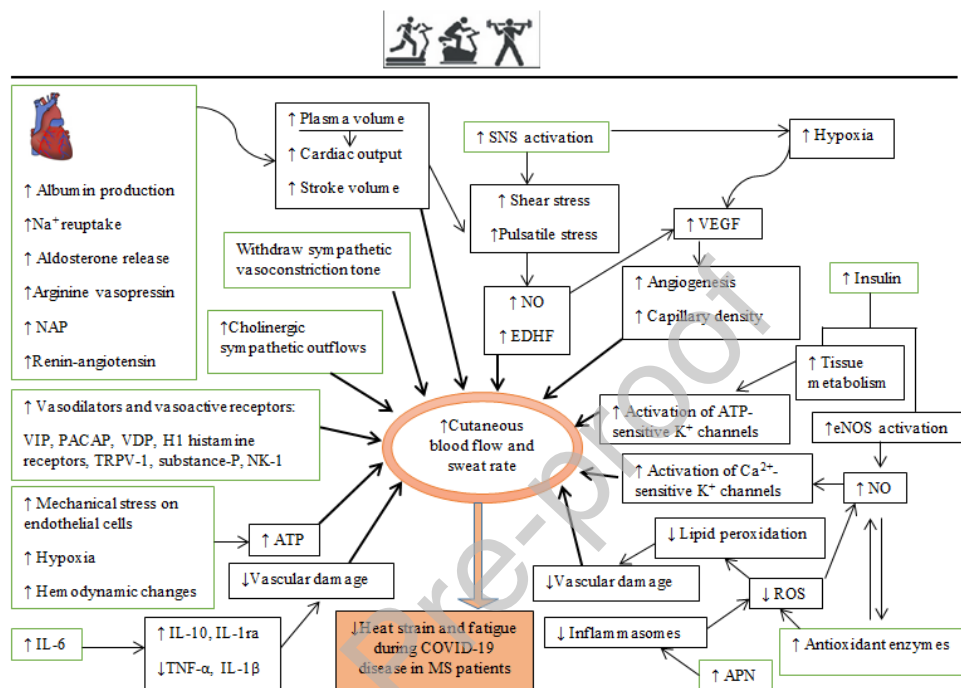 ↑ Albumin production
↑Na⁺reuptake
↑ Aldosterone release
↑Arginine vasopressin
↑ NAP
↑Renin-angiotensin
↑ Plasma volume
↑ Cardiac output
↑ Stroke volume
↑ SNS activation
↑ Hypoxia
↑ Shear stress
↑Pulsatile stress
↑ VEGF
Withdraw sympathetic
vasoconstriction tone
↑ NO
↑ EDHF
↑ Angiogenesis
↑ Capillary density
↑ Insulin
↑Cholinergic
sympathetic outflows
↑ Tissue
metabolism
↑ Vasodilators and vasoactive receptors:
VIP, PACAP, VDP, H1 histamine
receptors, TRPV-1, substance-P, NK-1
↑Cutaneous
blood flow and
sweat rate
↑ Activation of ATP-
sensitive K⁺ channels
↑eNOS activation
↑ Activation of Ca²⁺-
sensitive K⁺ channels
↑ NO
↑ Mechanical stress on
endothelial cells
↑ Hypoxia
↑ Hemodynamic changes
↑ ATP
↓Vascular damage
↓ Lipid peroxidation
↓Vascular damage
↓ ROS
↑ IL-6
↑ IL-10, IL-1ra
↓TNF-α, IL-1β
↓Heat strain and fatigue
during COVID-19
disease in MS patients
↓ Inflammasomes
↑ Antioxidant enzymes
↑ APN
Pre-proof